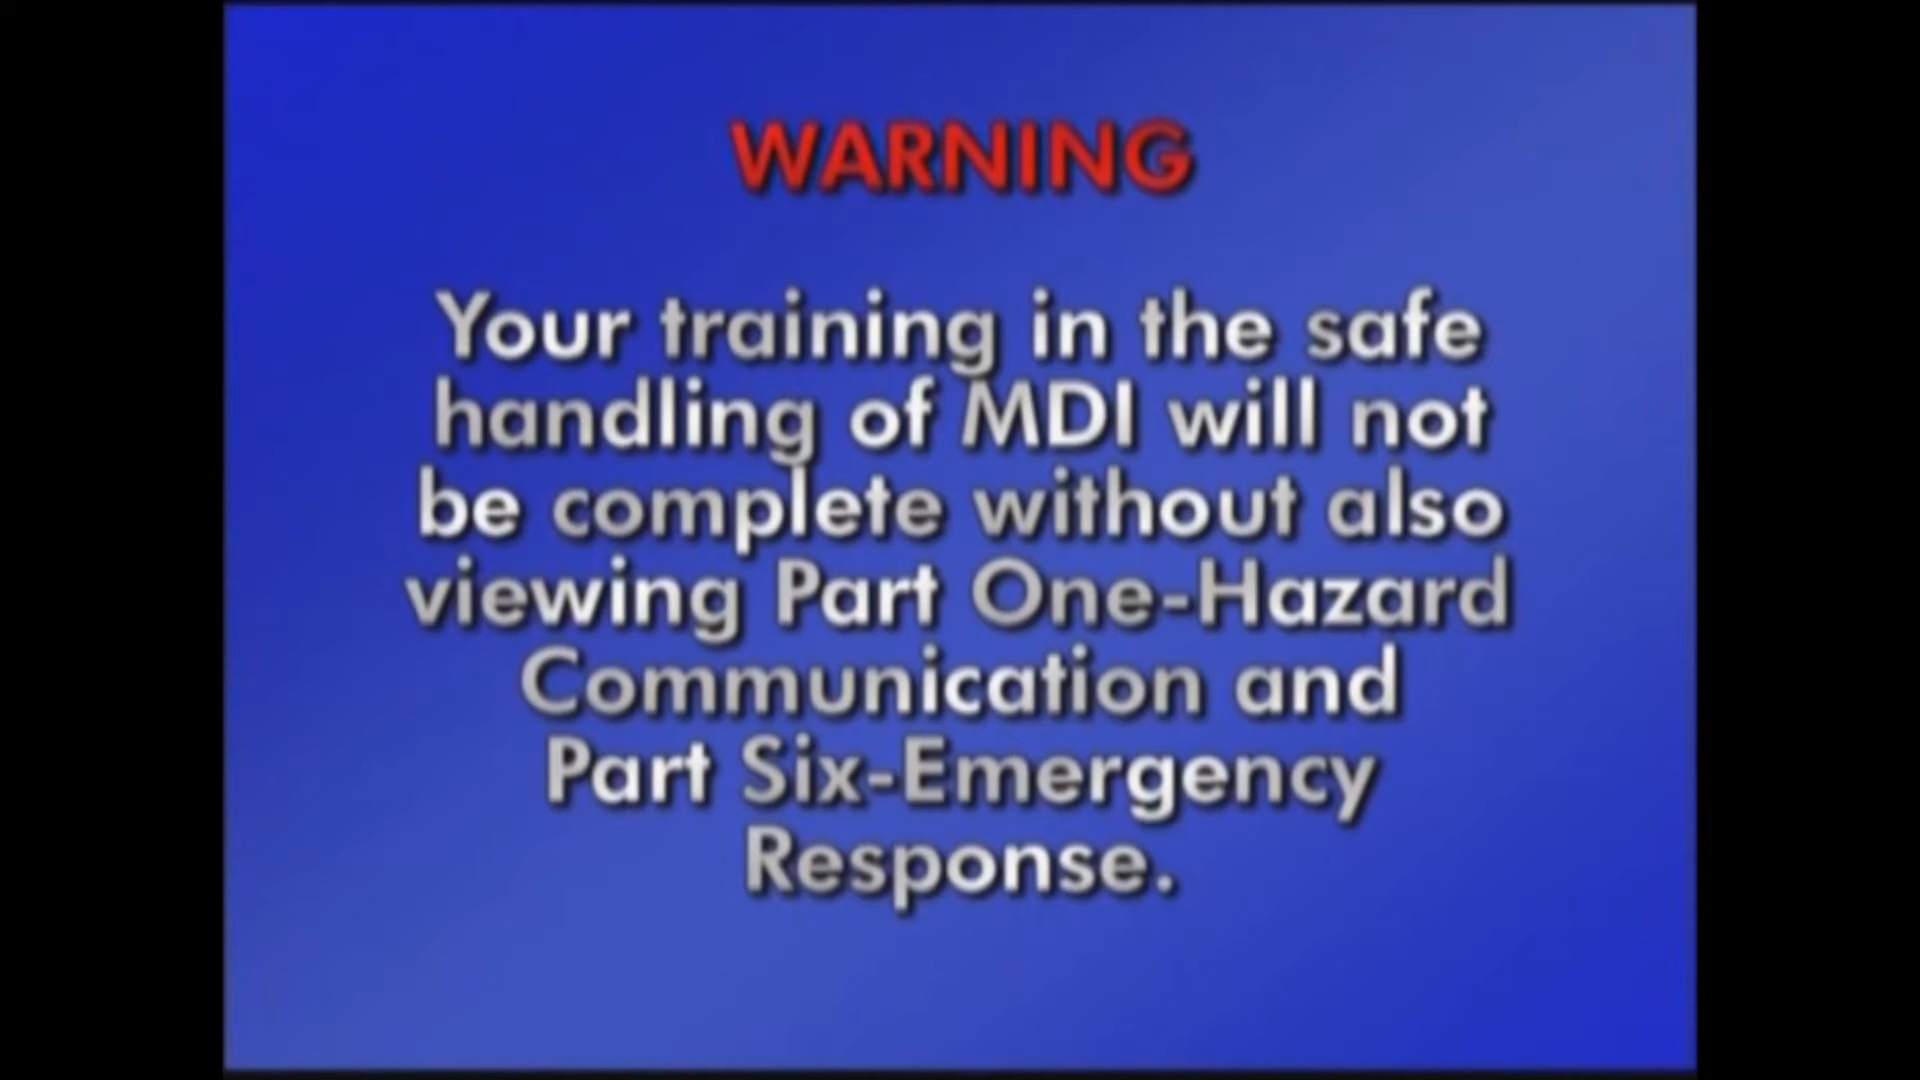 WARNING
Your training in the safe
handling of MDI will not
be complete without also
viewing Part One-Hazard
Communication and
Part Six-Emergency
Response.